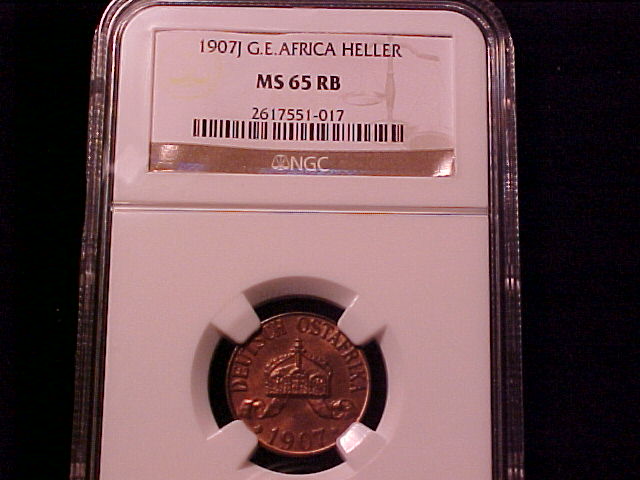 1907J G.E.AFRICA HELLER
MS 65 RB
2617551-017
NGC
DEUTSCH OSTAFRIKA
1907